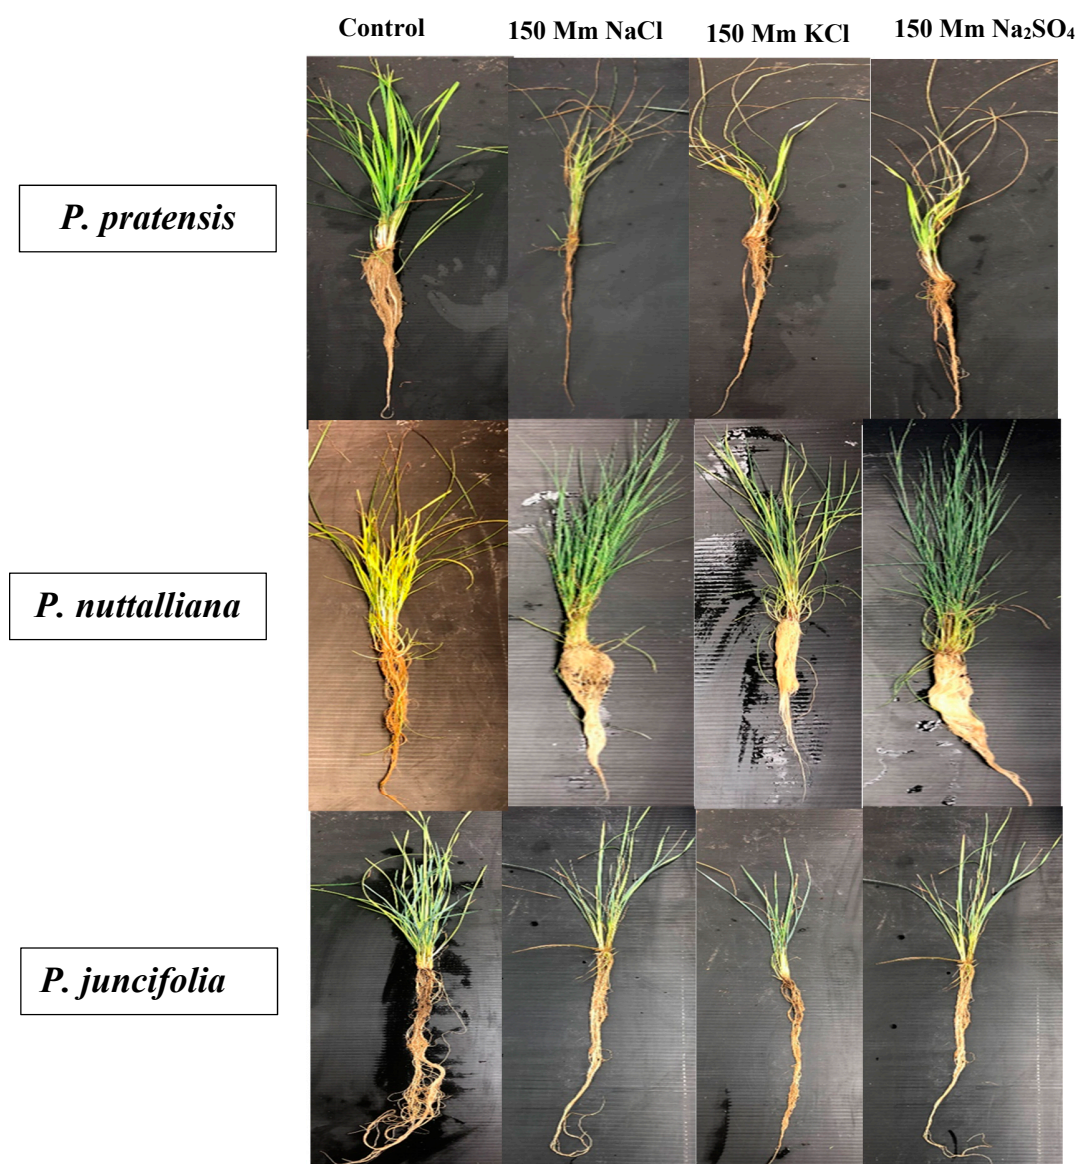 Control 150 Mm NaCl 150 Mm KCl 150 Mm Na₂SO₄
P. pratensis
P. nuttalliana
P. juncifolia